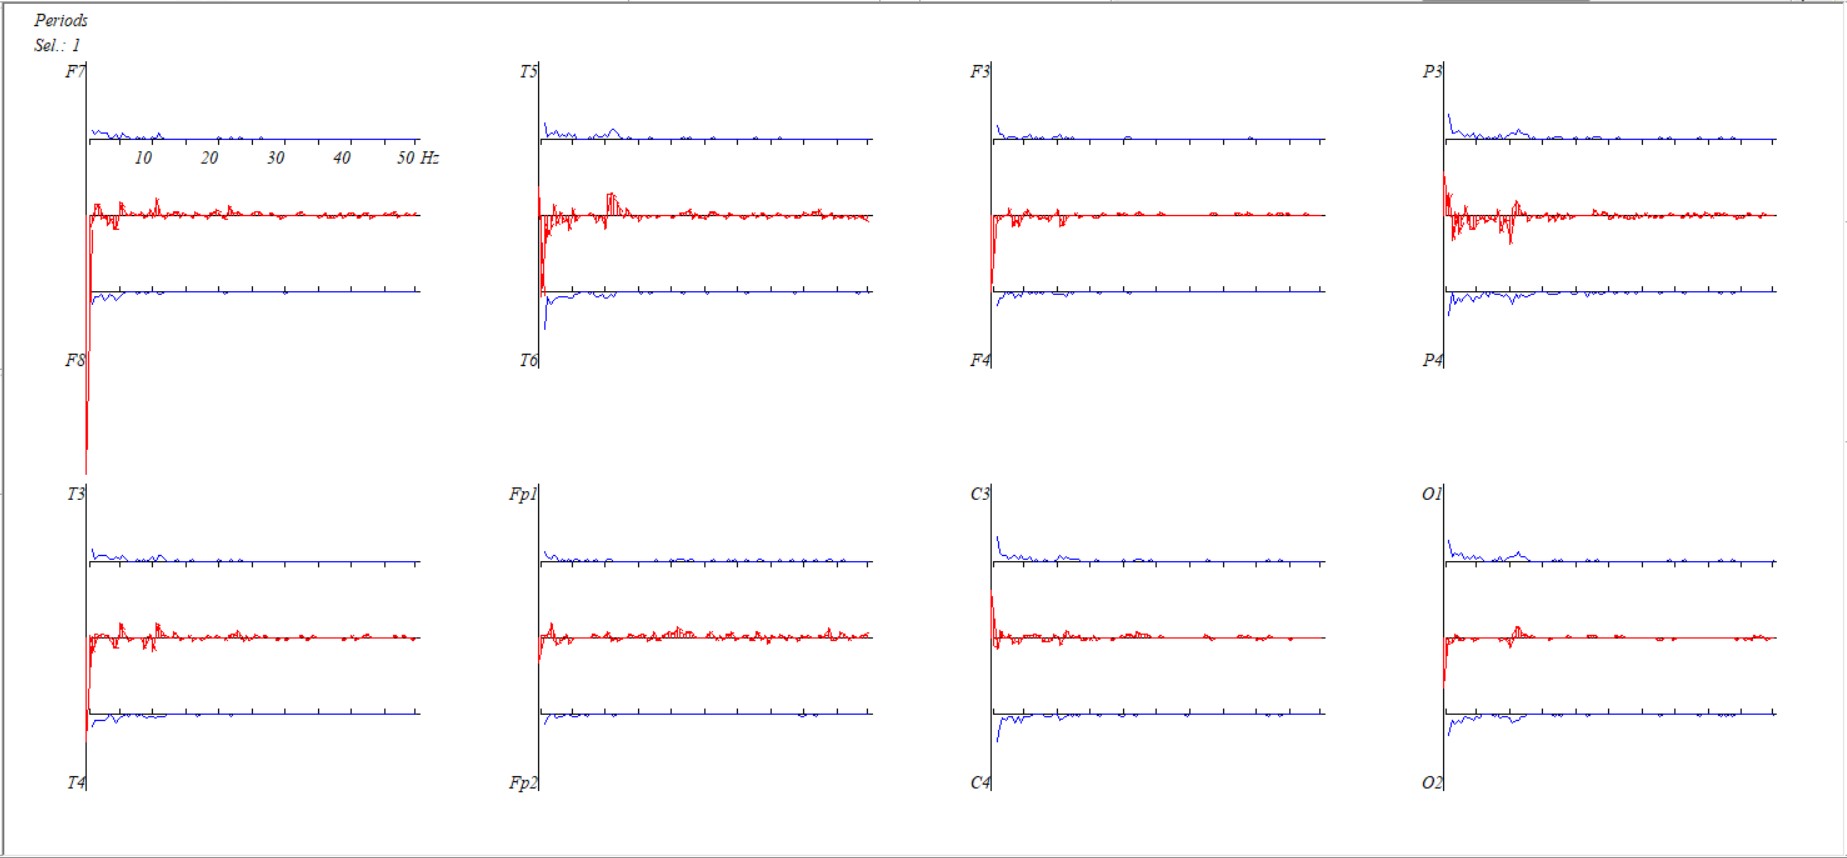 Periods
Sel.: 1
F7 T5 F3 P3
10 20 30 40 50 Hz
F8 T6 F4 P4
T3 Fp1 C3 O1
T4 Fp2 C4 O2